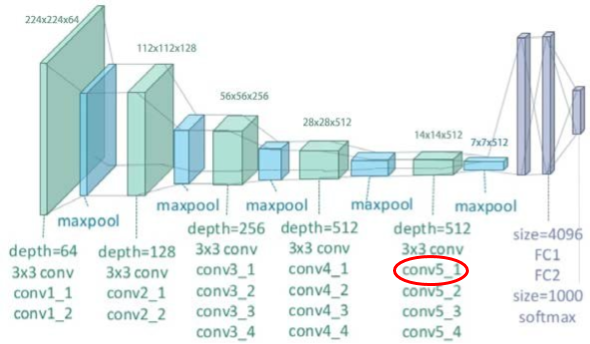 224x224x64
112x112x128
56x56x256
28x28x512
14x14x512
7x7x512
maxpool
maxpool
maxpool
maxpool
maxpool
depth=64
3x3 conv
conv1_1
conv1_2
depth=128
3x3 conv
conv2_1
conv2_2
depth=256
3x3 conv
conv3_1
conv3_2
conv3_3
conv3_4
depth=512
3x3 conv
conv4_1
conv4_2
conv4_3
conv4_4
depth=512
3x3 conv
conv5_1
conv5_2
conv5_3
conv5_4
size=4096
FC1
FC2
size=1000
softmax